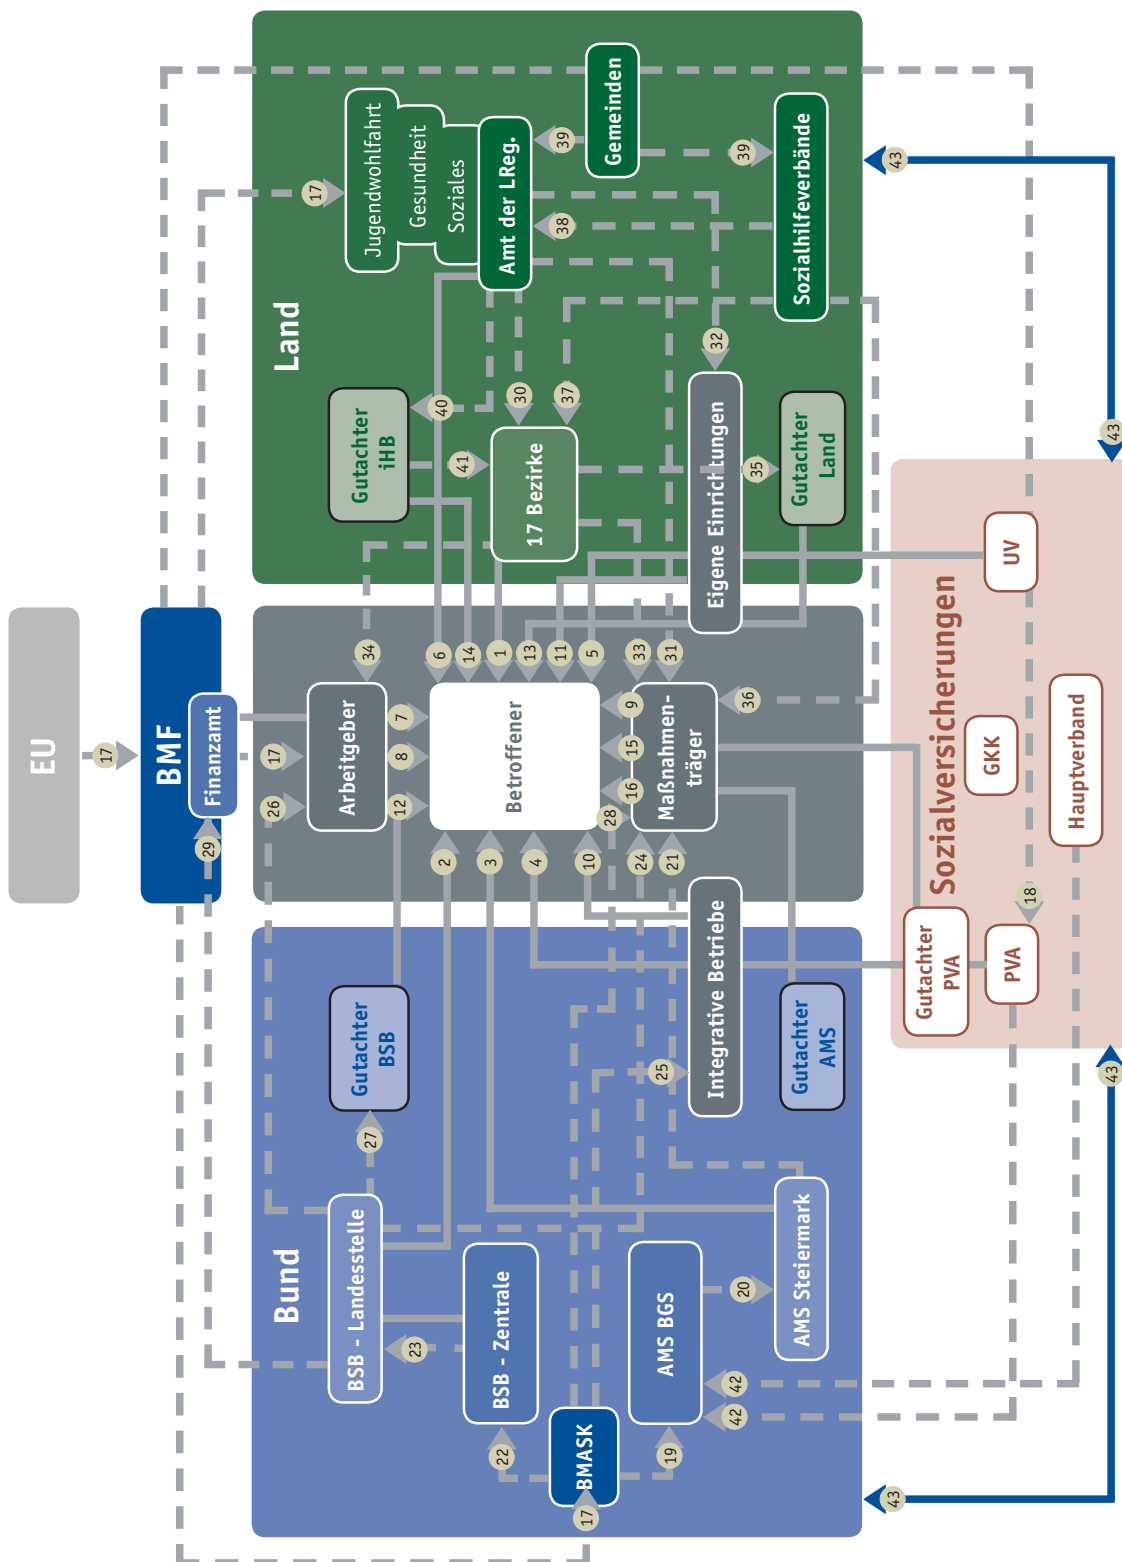 EU
17
BMF
Finanzamt
29
26
17
17
Bund
BSB - Landesstelle
Gutachter
BSB
27
23
BSB - Zentrale
22
BMASK
17
19
AMS BGS
20
42
42
AMS Steiermark
25
Integrative Betriebe
Gutachter
AMS
Arbeitgeber
34
7
8
12
Betroffener
2
3
4
10
6
14
1
13
11
5
9
15
16
28
24
21
33
31
36
Maßnahmen-
träger
Land
Jugendwohlfahrt
Gesundheit
Soziales
Amt der LReg.
39
Gemeinden
39
38
Sozialhilfeverbände
Gutachter
iHB
40
41
30
37
32
17 Bezirke
Eigene Einrichtungen
35
Gutachter
Land
Sozialversicherungen
Gutachter
PVA
PVA
18
GKK
UV
Hauptverband
43
43
43
43